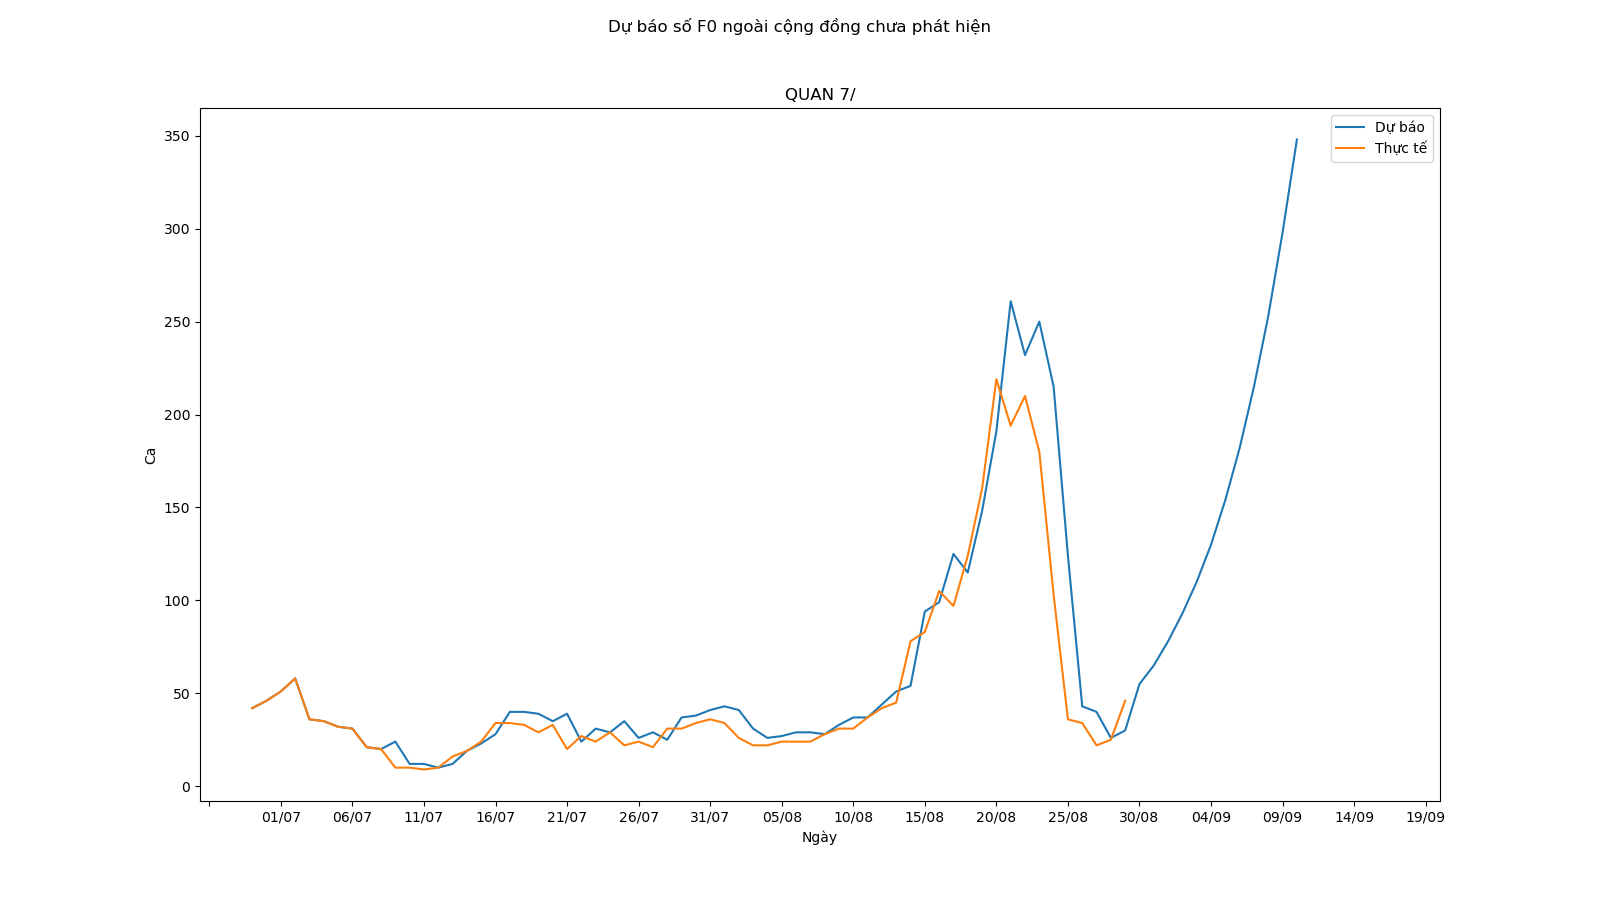 Dự báo số F0 ngoài cộng đồng chưa phát hiện
QUAN 7/
Dự báo
Thực tế
350
300
250
200
150
100
50
0
Ca
01/07 06/07 11/07 16/07 21/07 26/07 31/07 05/08 10/08 15/08 20/08 25/08 30/08 04/09 09/09 14/09 19/09
Ngày